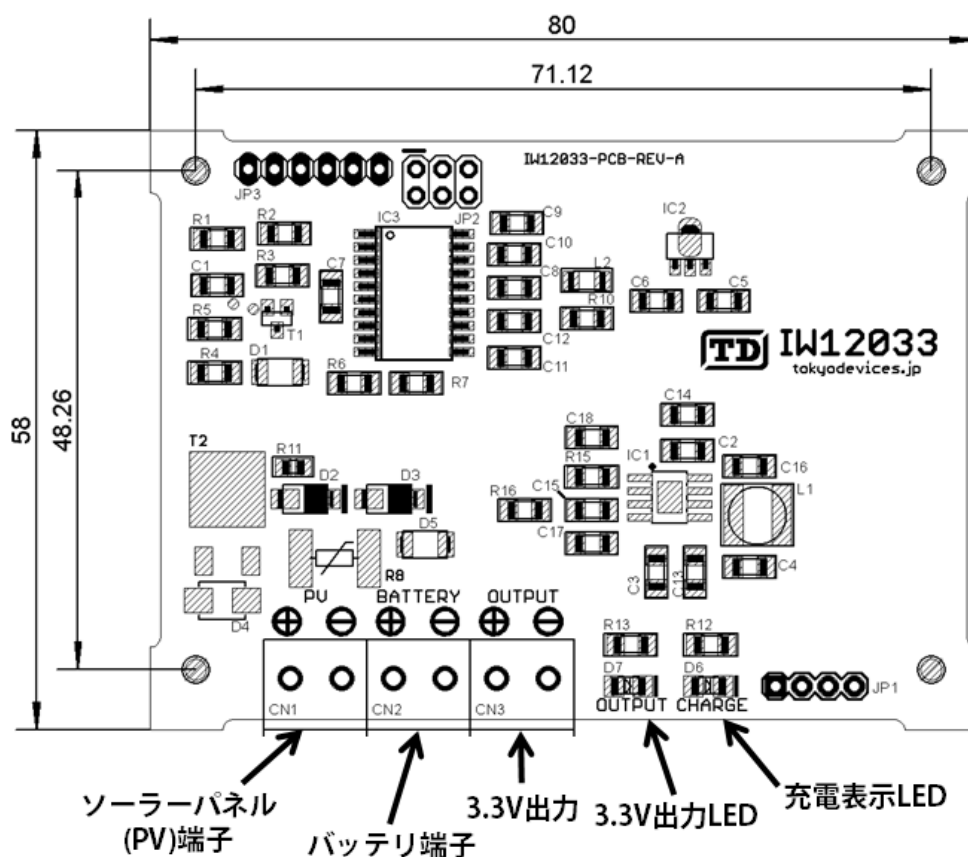 80
71.12
IW12033-PCB-REV-A
JP3
R1
R2
IC3
JP2
C9
IC2
C10
R3
C7
C8
L2
C1
C6
C5
R10
R5
T1
C12
TD IW12033
tokyodevices.jp
R4
D1
C11
R6
R7
58
48.26
C14
C18
T2
R11
IC1
C2
R15
C16
D2
D3
C15
L1
R16
D5
C17
C3
C13
C4
R8
PV
BATTERY
OUTPUT
D4
R13
R12
D7
D6
JP1
OUTPUT
CHARGE
CN1
CN2
CN3
ソーラーパネル
(PV)端子
バッテリ端子
3.3V出力
3.3V出力LED
充電表示LED